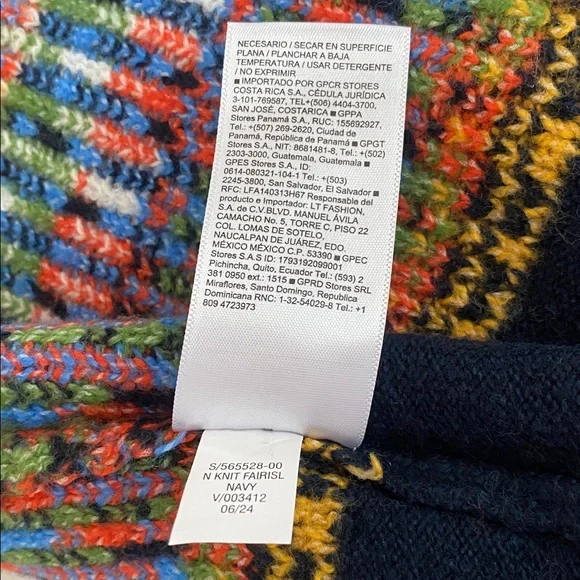 NECESARIO / SECAR EN SUPERFICIE
PLANA / PLANCHAR A BAJA
TEMPERATURA / USAR DETERGENTE
/ NO EXPRIMIR
■ IMPORTADO POR GPCR STORES
COSTA RICA S.A., CÉDULA JURÍDICA
3-101-769587, TEL+(506) 4404-3700,
SAN JOSÉ, COSTARICA ■ GPPA
Stores Panamá S.A., RUC: 155692927,
Tel.: +(507) 269-2620, Ciudad de
Panamá, República de Panamá ■ GPGT
Stores S.A., NIT: 8681481-8, Tel.: +(502)
2303-3000, Guatemala, Guatemala ■
GPES Stores S.A., ID:
0614-080321-104-1 Tel.: +(503)
2245-3800, San Salvador, El Salvador ■
RFC: LFA140313H67 Responsable del
producto e Importador: LT FASHION,
S.A. de C.V.BLVD. MANUEL ÁVILA
CAMACHO No. 5, TORRE C, PISO 22
COL. LOMAS DE SOTELO,
NAUCALPAN DE JUÁREZ, EDO.
MÉXICO MÉXICO C.P. 53390 ■ GPEC
Stores S.A.S ID: 1793192099001
Pichincha, Quito, Ecuador Tel.: (593) 2
381 0950 ext.: 1515 ■ GPRD Stores SRL
Miraflores, Santo Domingo, Republica
Dominicana RNC: 1-32-54029-8 Tel.: +1
809 4723973
S/565528-00
N KNIT FAIRISL
NAVY
V/003412
06/24